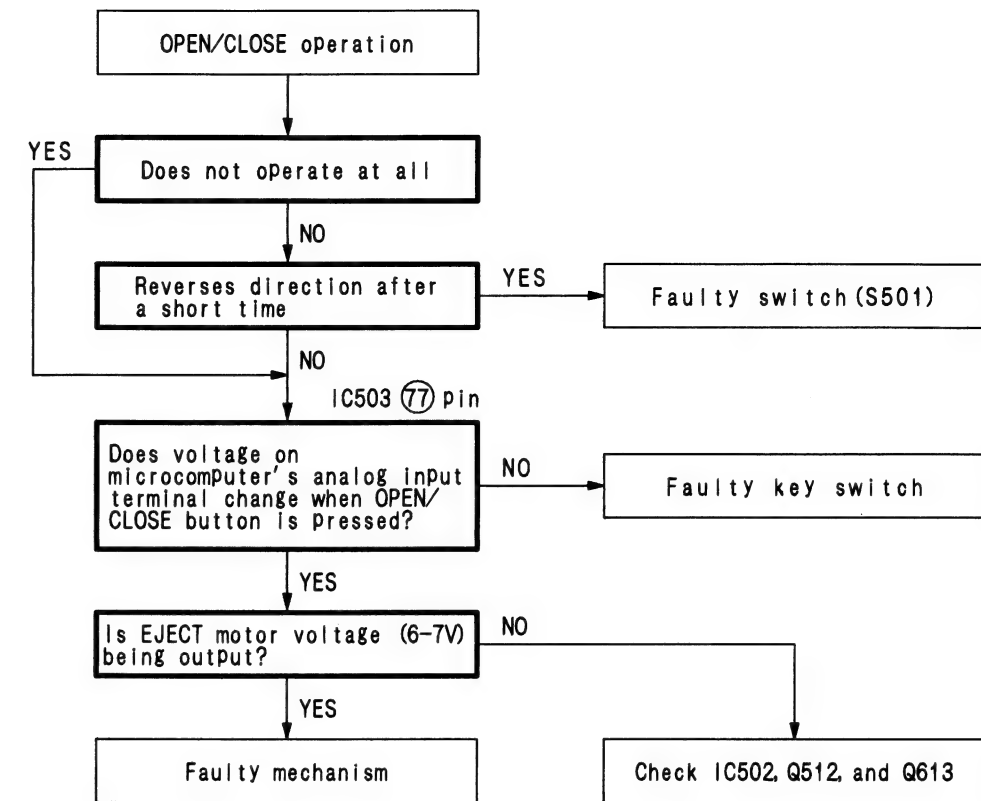 OPEN/CLOSE operation
YES
Does not operate at all
NO
Reverses direction after
a short time
YES
Faulty switch (S501)
NO
IC503 77 pin
Does voltage on
microcomputer's analog input
terminal change when OPEN/
CLOSE button is pressed?
NO
Faulty key switch
YES
Is EJECT motor voltage (6-7V)
being output?
NO
YES
Faulty mechanism
Check IC502, Q512, and Q613